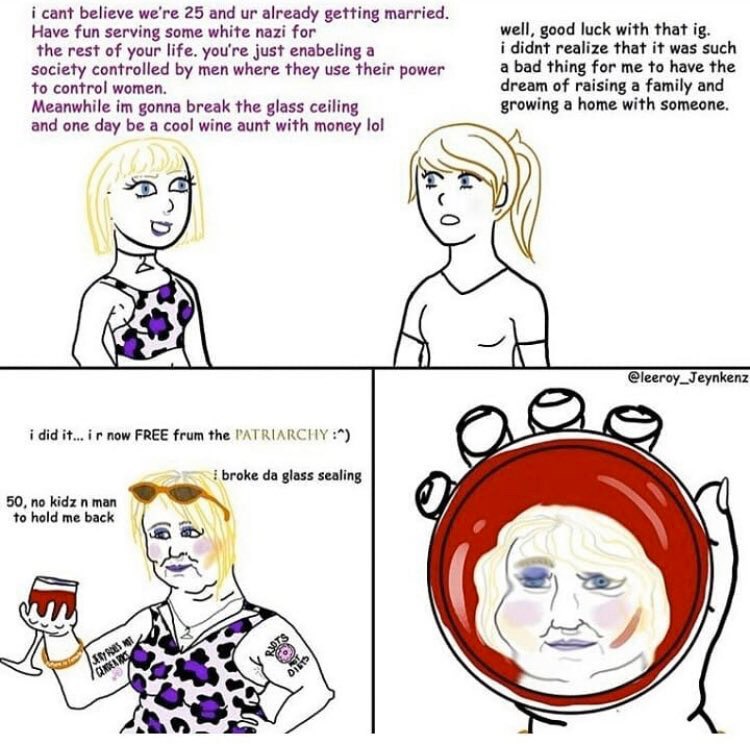 i cant believe we're 25 and ur already getting married.
Have fun serving some white nazi for
the rest of your life. you're just enabeling a
society controlled by men where they use their power
to control women.
Meanwhile im gonna break the glass ceiling
and one day be a cool wine aunt with money lol
well, good luck with that ig.
i didnt realize that it was such
a bad thing for me to have the
dream of raising a family and
growing a home with someone.
i did it... i r now FREE frum the PATRIARCHY :^)
i broke da glass sealing
50, no kidz n man
to hold me back
RIOTS
NOT
DIETS
@leeroy_Jeynkenz